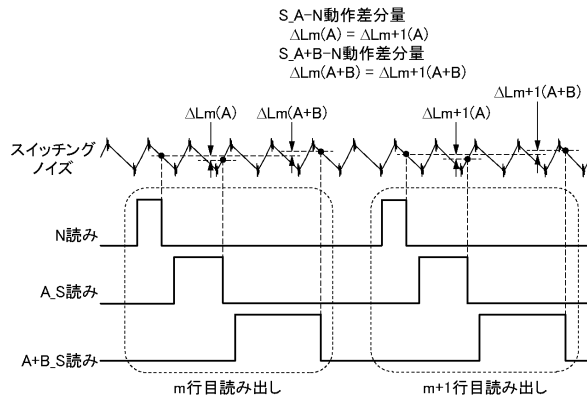 S_A−N動作差分量
ΔLm(A) = ΔLm+1(A)
S_A+B−N動作差分量
ΔLm(A+B) = ΔLm+1(A+B)
ΔLm(A)
ΔLm(A+B)
ΔLm+1(A)
ΔLm+1(A+B)
スイッチング
ノイズ
N読み
A_S読み
A+B_S読み
m行目読み出し
m+1行目読み出し